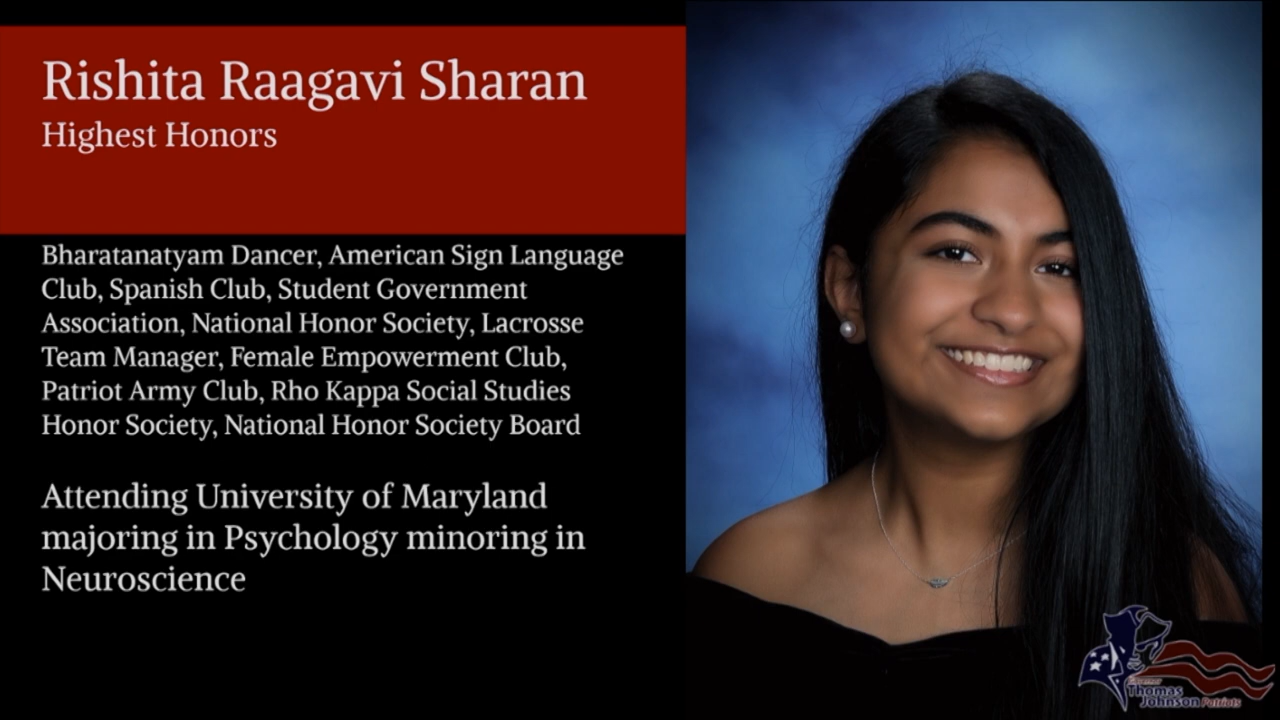 Rishita Raagavi Sharan
Highest Honors
Bharatanatyam Dancer, American Sign Language
Club, Spanish Club, Student Government
Association, National Honor Society, Lacrosse
Team Manager, Female Empowerment Club,
Patriot Army Club, Rho Kappa Social Studies
Honor Society, National Honor Society Board
Attending University of Maryland
majoring in Psychology minoring in
Neuroscience
Governor
Thomas
Johnson Patriots